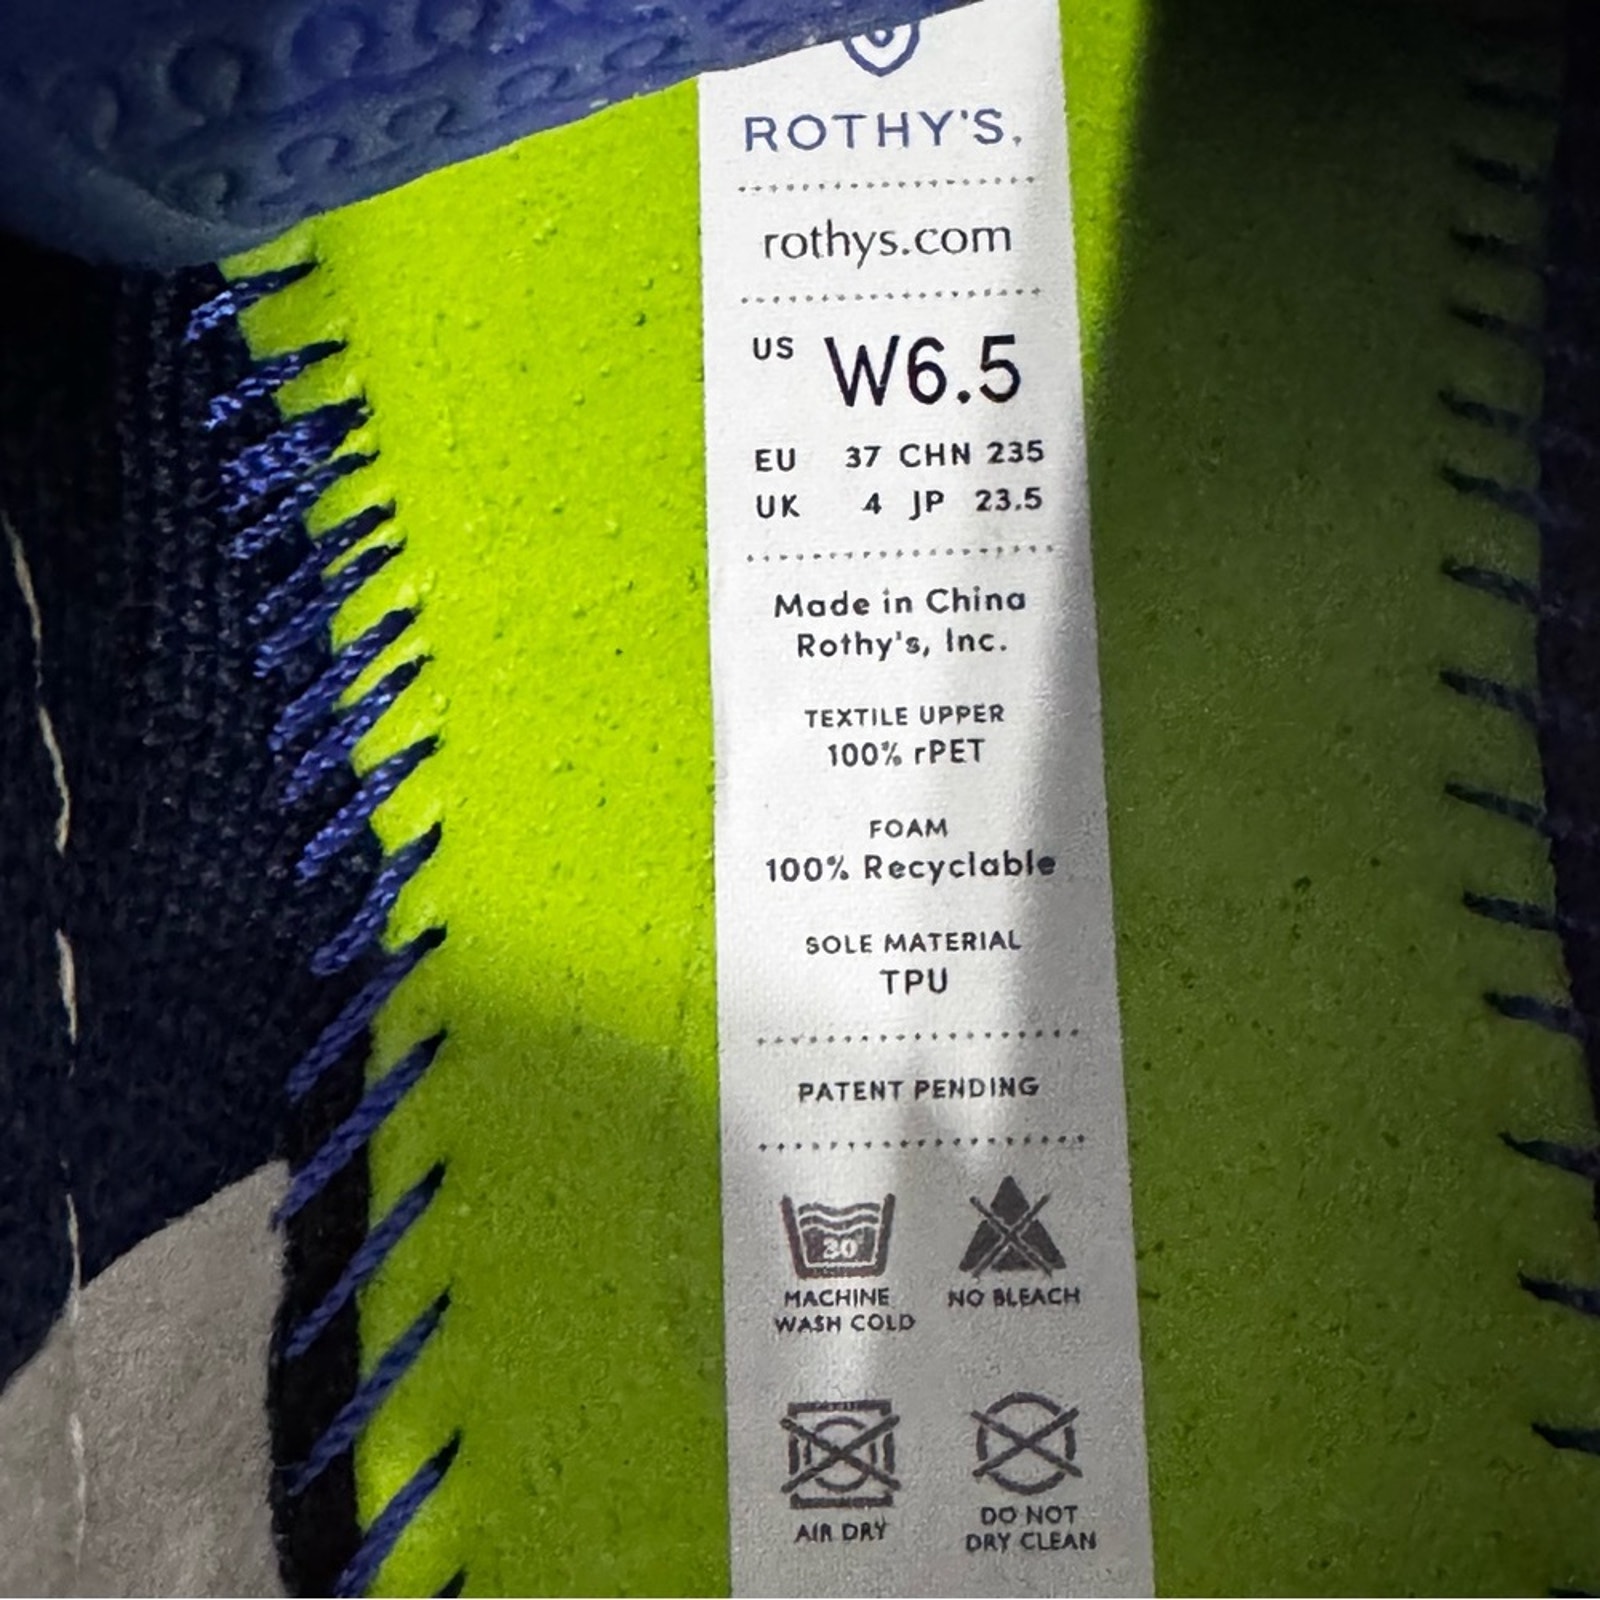 ROTHY'S.
rothys.com
US W6.5
EU 37 CHN 235
UK 4 JP 23.5
Made in China
Rothy's, Inc.
TEXTILE UPPER
100% rPET
FOAM
100% Recyclable
SOLE MATERIAL
TPU
PATENT PENDING
30
MACHINE
WASH COLD
NO BLEACH
AIR DRY
DO NOT
DRY CLEAN